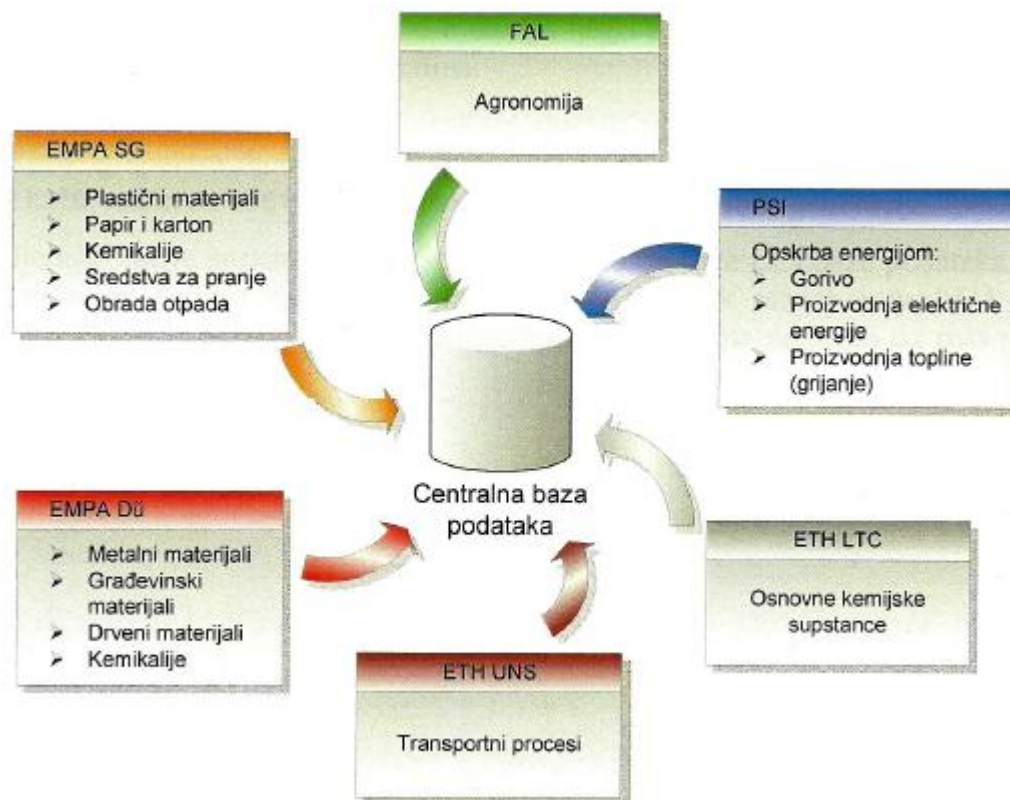 FAL
Agronomija
EMPA SG
➢ Plastični materijali
➢ Papir i karton
➢ Kemikalije
➢ Sredstva za pranje
➢ Obrada otpada
PSI
Opskrba energijom:
➢ Gorivo
➢ Proizvodnja električne
energije
➢ Proizvodnja topline
(grijanje)
Centralna baza
podataka
EMPA Dü
➢ Metalni materijali
➢ Građevinski
materijali
➢ Drveni materijali
➢ Kemikalije
ETH LTC
Osnovne kemijske
supstance
ETH UNS
Transportni procesi